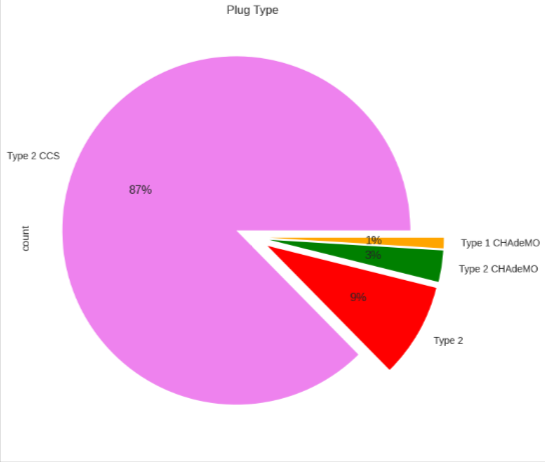 Plug Type
Type 2 CCS
87%
count
1%
Type 1 CHAdeMO
3%
Type 2 CHAdeMO
9%
Type 2